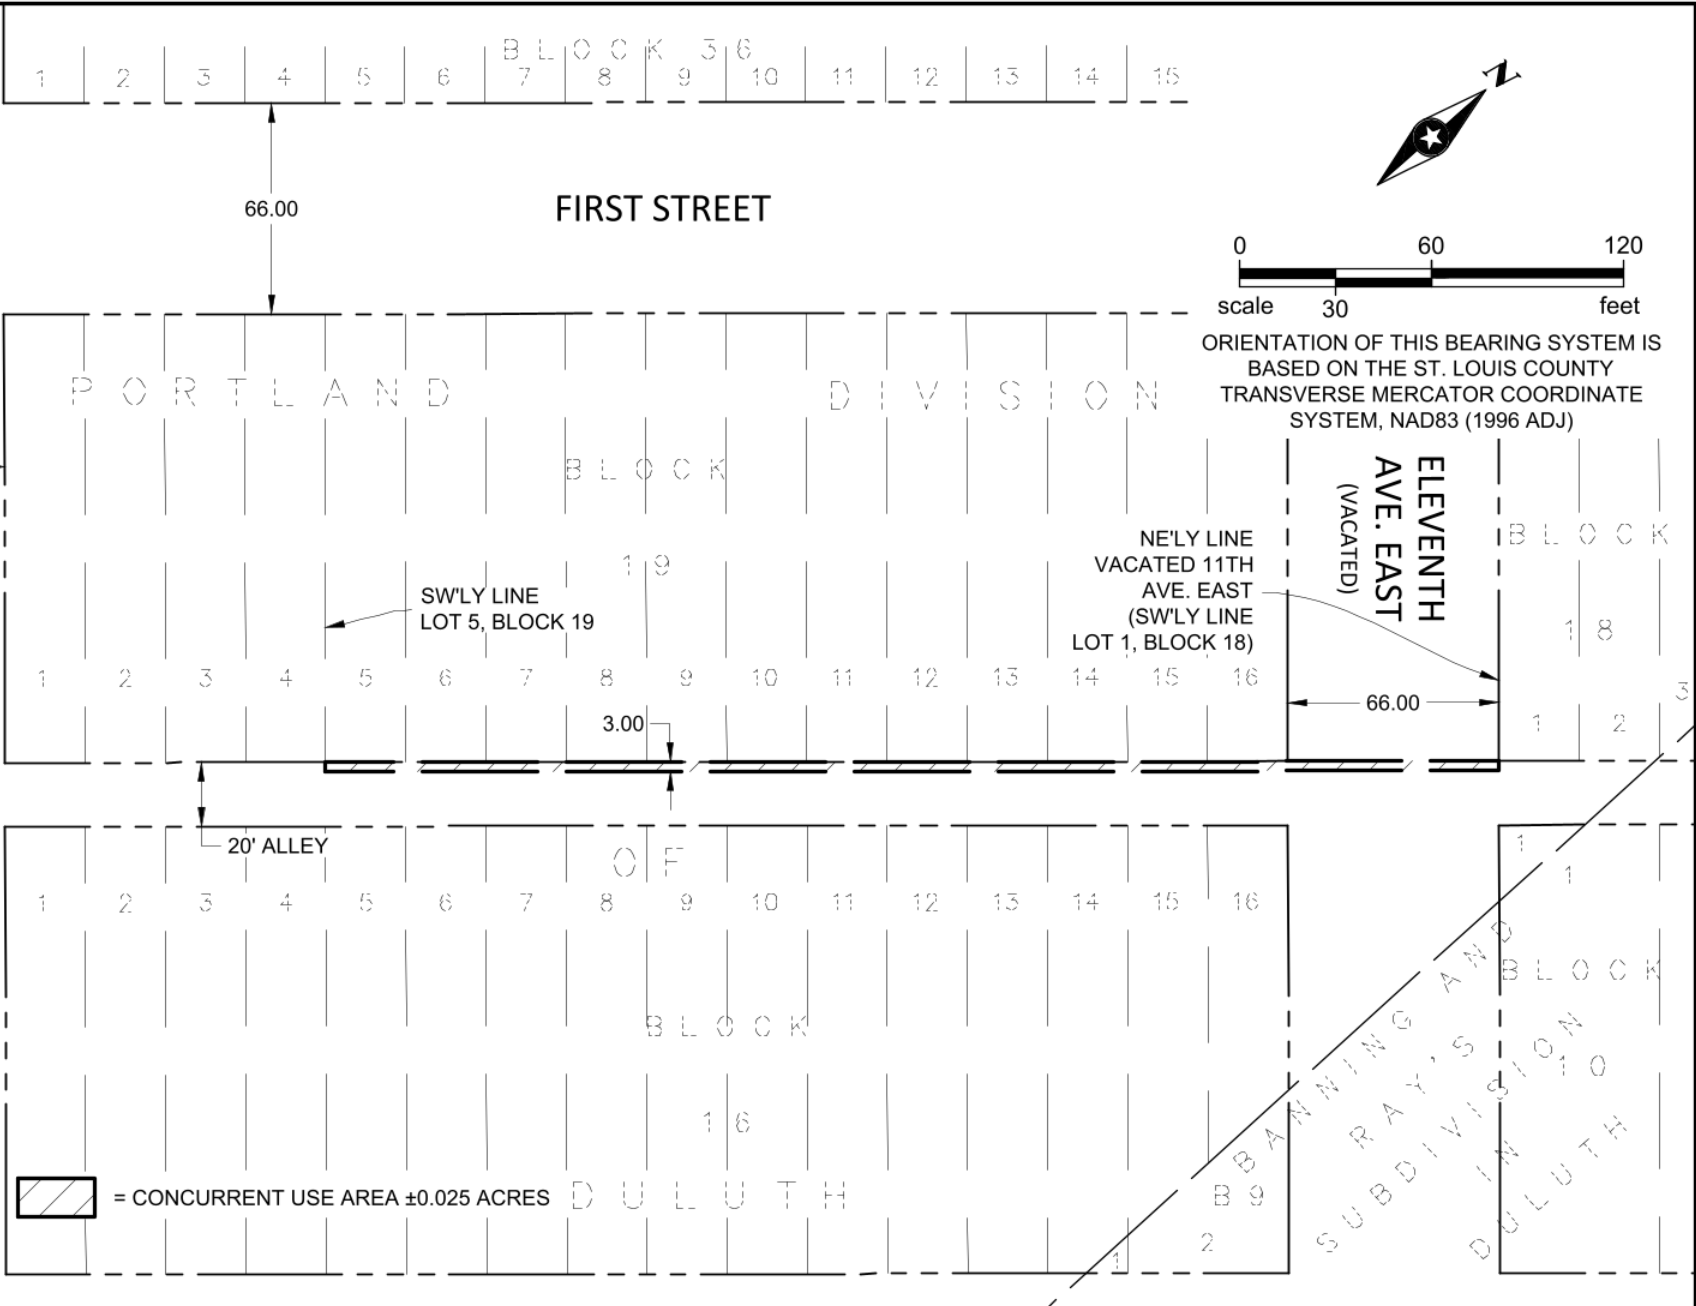 BLOCK 36
1 2 3 4 5 6 7 8 9 10 11 12 13 14 15
N
66.00
FIRST STREET
0 60 120
scale 30 feet
ORIENTATION OF THIS BEARING SYSTEM IS
BASED ON THE ST. LOUIS COUNTY
TRANSVERSE MERCATOR COORDINATE
SYSTEM, NAD83 (1996 ADJ)
PORTLAND DIVISION
BLOCK
19
ELEVENTH
AVE. EAST
(VACATED)
BLOCK
18
NE'LY LINE
VACATED 11TH
AVE. EAST
(SW'LY LINE
LOT 1, BLOCK 18)
SW'LY LINE
LOT 5, BLOCK 19
1 2 3 4 5 6 7 8 9 10 11 12 13 14 15 16
66.00
1 2 3
3.00
20' ALLEY
OF
1
1
1 2 3 4 5 6 7 8 9 10 11 12 13 14 15 16
BLOCK
16
BLOCK
10
BANNING AND
RAY'S
SUBDIVISION
IN
DULUTH
B9
= CONCURRENT USE AREA ±0.025 ACRES
DULUTH
1 2